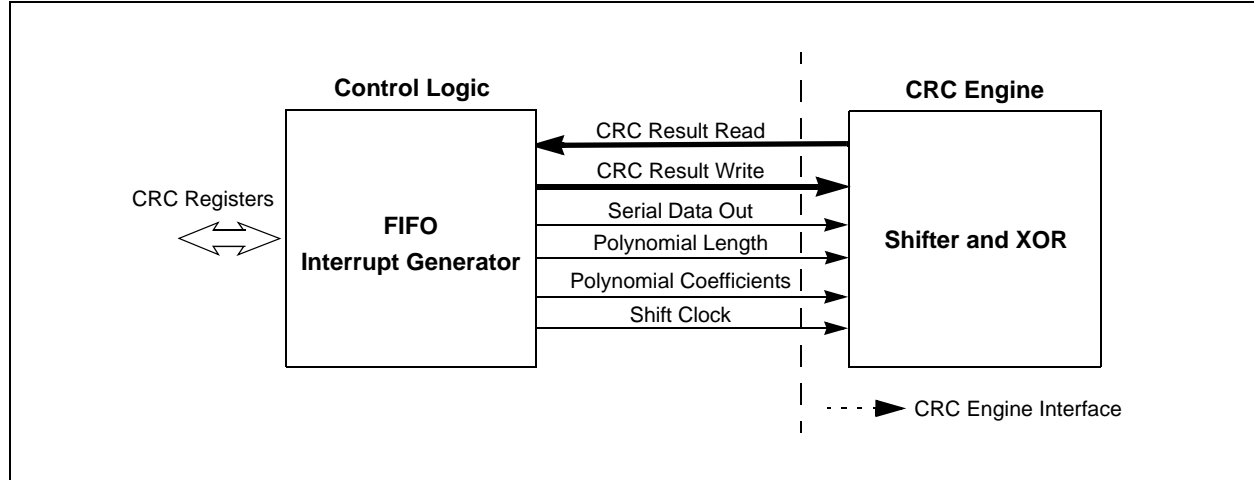 Control Logic
CRC Engine
CRC Result Read
CRC Result Write
CRC Registers
Serial Data Out
FIFO
Interrupt Generator
Polynomial Length
Shifter and XOR
Polynomial Coefficients
Shift Clock
CRC Engine Interface